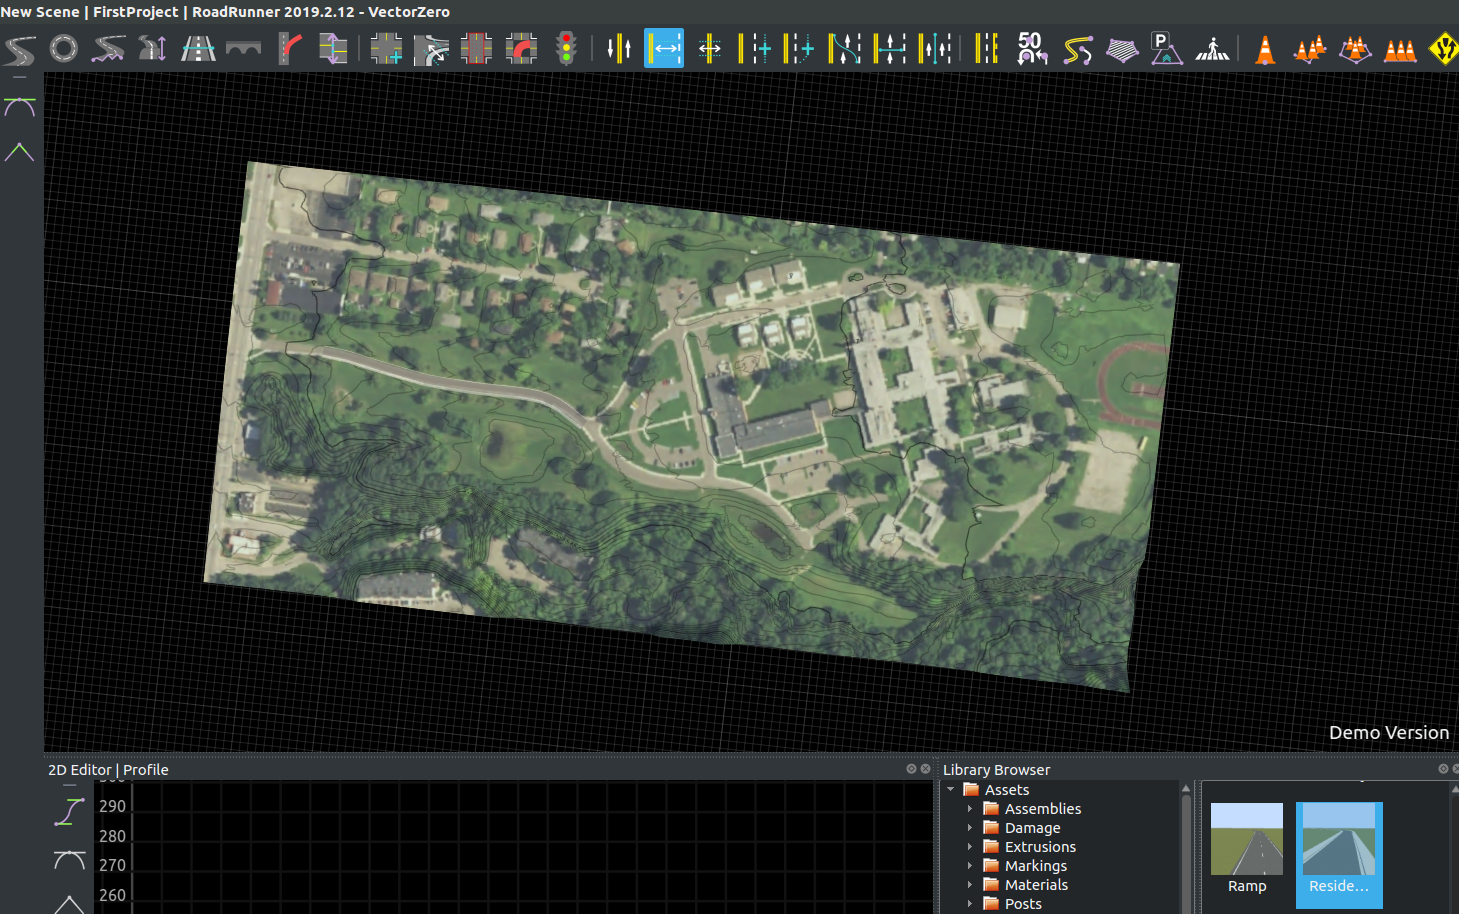 New Scene | FirstProject | RoadRunner 2019.2.12 - VectorZero
50
P
Demo Version
2D Editor | Profile
290
280
270
260
Library Browser
Assets
Assemblies
Damage
Extrusions
Markings
Materials
Posts
Ramp
Reside...